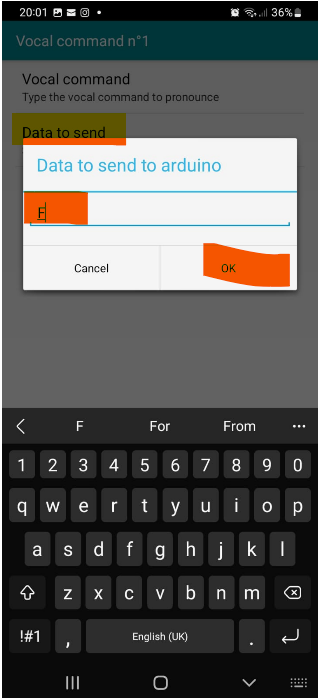 20:01 36%
Vocal command n°1
Vocal command
Type the vocal command to pronounce
Data to send
Data to send to arduino
F
Cancel OK
F For From ...
1 2 3 4 5 6 7 8 9 0
q w e r t y u i o p
a s d f g h j k l
z x c v b n m
!#1 , English (UK) .